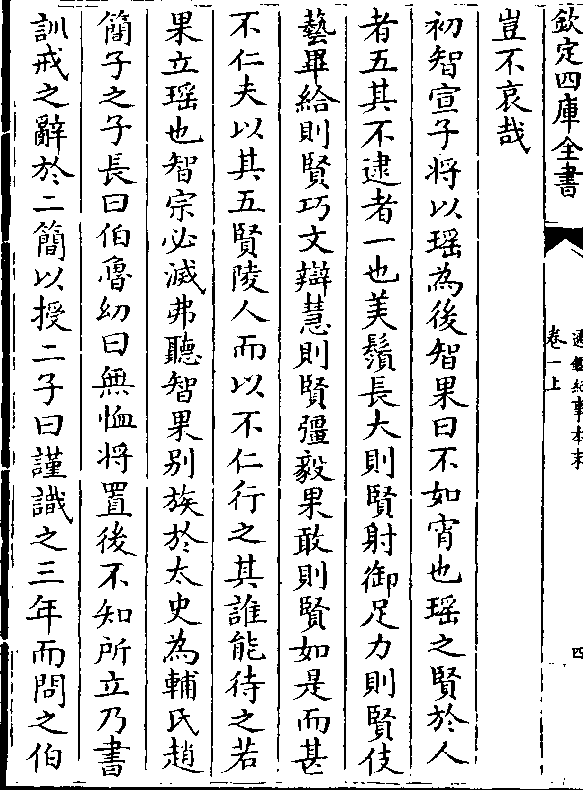 欽定四庫全書
通鑑紀事本末
卷一上
四
豈不哀哉
初智宣子將以瑶為後智果曰不如宵也瑶之賢於人
者五其不逮者一也美鬚長大則賢射御足力則賢伎
藝畢給則賢巧文辯慧則賢彊毅果敢則賢如是而甚
不仁夫以其五賢陵人而以不仁行之其誰能待之若
果立瑶也智宗必滅弗聽智果别族於太史為輔氏趙
簡子之子長曰伯魯幼曰無恤將置後不知所立乃書
訓戒之辭於二簡以授二子曰謹識之三年而問之伯